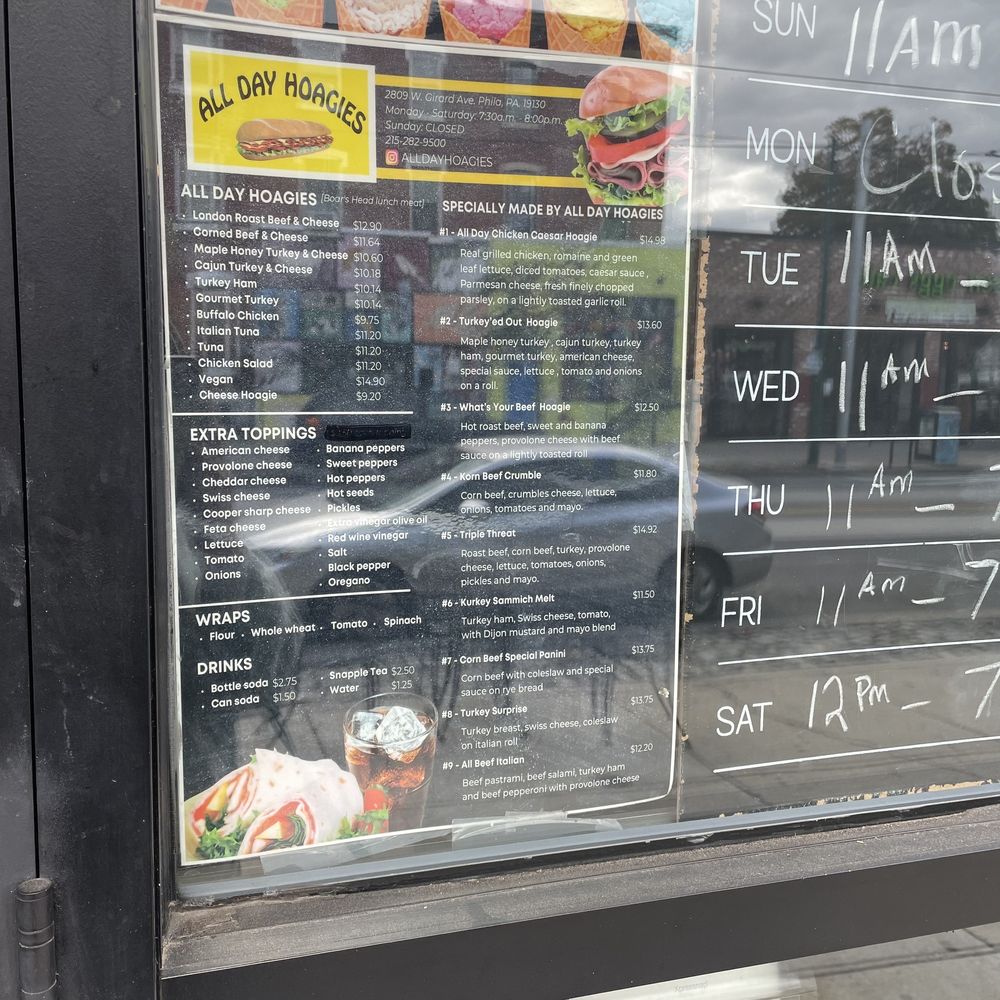 ALL DAY HOAGIES
2809 W. Girard Ave. Phila, PA. 19130
Monday - Saturday: 7:30a.m. - 8:00p.m.
Sunday: CLOSED
215-282-9500
ALLDAYHOAGIES
ALL DAY HOAGIES (Boar's Head lunch meat)
London Roast Beef & Cheese $12.90
Corned Beef & Cheese $11.64
Maple Honey Turkey & Cheese $10.60
Cajun Turkey & Cheese $10.18
Turkey Ham $10.14
Gourmet Turkey $10.14
Buffalo Chicken $9.75
Italian Tuna $11.20
Tuna $11.20
Chicken Salad $11.20
Vegan $14.90
Cheese Hoagie $9.20
EXTRA TOPPINGS
American cheese
Provolone cheese
Cheddar cheese
Swiss cheese
Cooper sharp cheese
Feta cheese
Lettuce
Tomato
Onions
Banana peppers
Sweet peppers
Hot peppers
Hot seeds
Pickles
Extra vinegar olive oil
Red wine vinegar
Salt
Black pepper
Oregano
WRAPS
Flour · Whole wheat · Tomato · Spinach
DRINKS
Bottle soda $2.75
Can soda $1.50
Snapple Tea $2.50
Water $1.25
SPECIALLY MADE BY ALL DAY HOAGIES
#1 - All Day Chicken Caesar Hoagie $14.98
Real grilled chicken, romaine and green
leaf lettuce, diced tomatoes, caesar sauce ,
Parmesan cheese, fresh finely chopped
parsley, on a lightly toasted garlic roll.
#2 - Turkey'ed Out Hoagie $13.60
Maple honey turkey , cajun turkey, turkey
ham, gourmet turkey, american cheese,
special sauce, lettuce , tomato and onions
on a roll.
#3 - What's Your Beef Hoagie $12.50
Hot roast beef, sweet and banana
peppers, provolone cheese with beef
sauce on a lightly toasted roll
#4 - Korn Beef Crumble $11.80
Corn beef, crumbles cheese, lettuce,
onions, tomatoes and mayo.
#5 - Triple Threat $14.92
Roast beef, corn beef, turkey, provolone
cheese, lettuce, tomatoes, onions,
pickles and mayo.
#6 - Kurkey Sammich Melt $11.50
Turkey ham, Swiss cheese, tomato,
with Dijon mustard and mayo blend
#7 - Corn Beef Special Panini $13.75
Corn beef with coleslaw and special
sauce on rye bread
#8 - Turkey Surprise $13.75
Turkey breast, swiss cheese, coleslaw
on italian roll
#9 - All Beef Italian $12.20
Beef pastrami, beef salami, turkey ham
and beef pepperoni with provolone cheese
SUN 11AM
MON Clos
TUE 11AM -
WED 11AM -
THU 11AM - 7
FRI 11AM - 7
SAT 12PM - 7